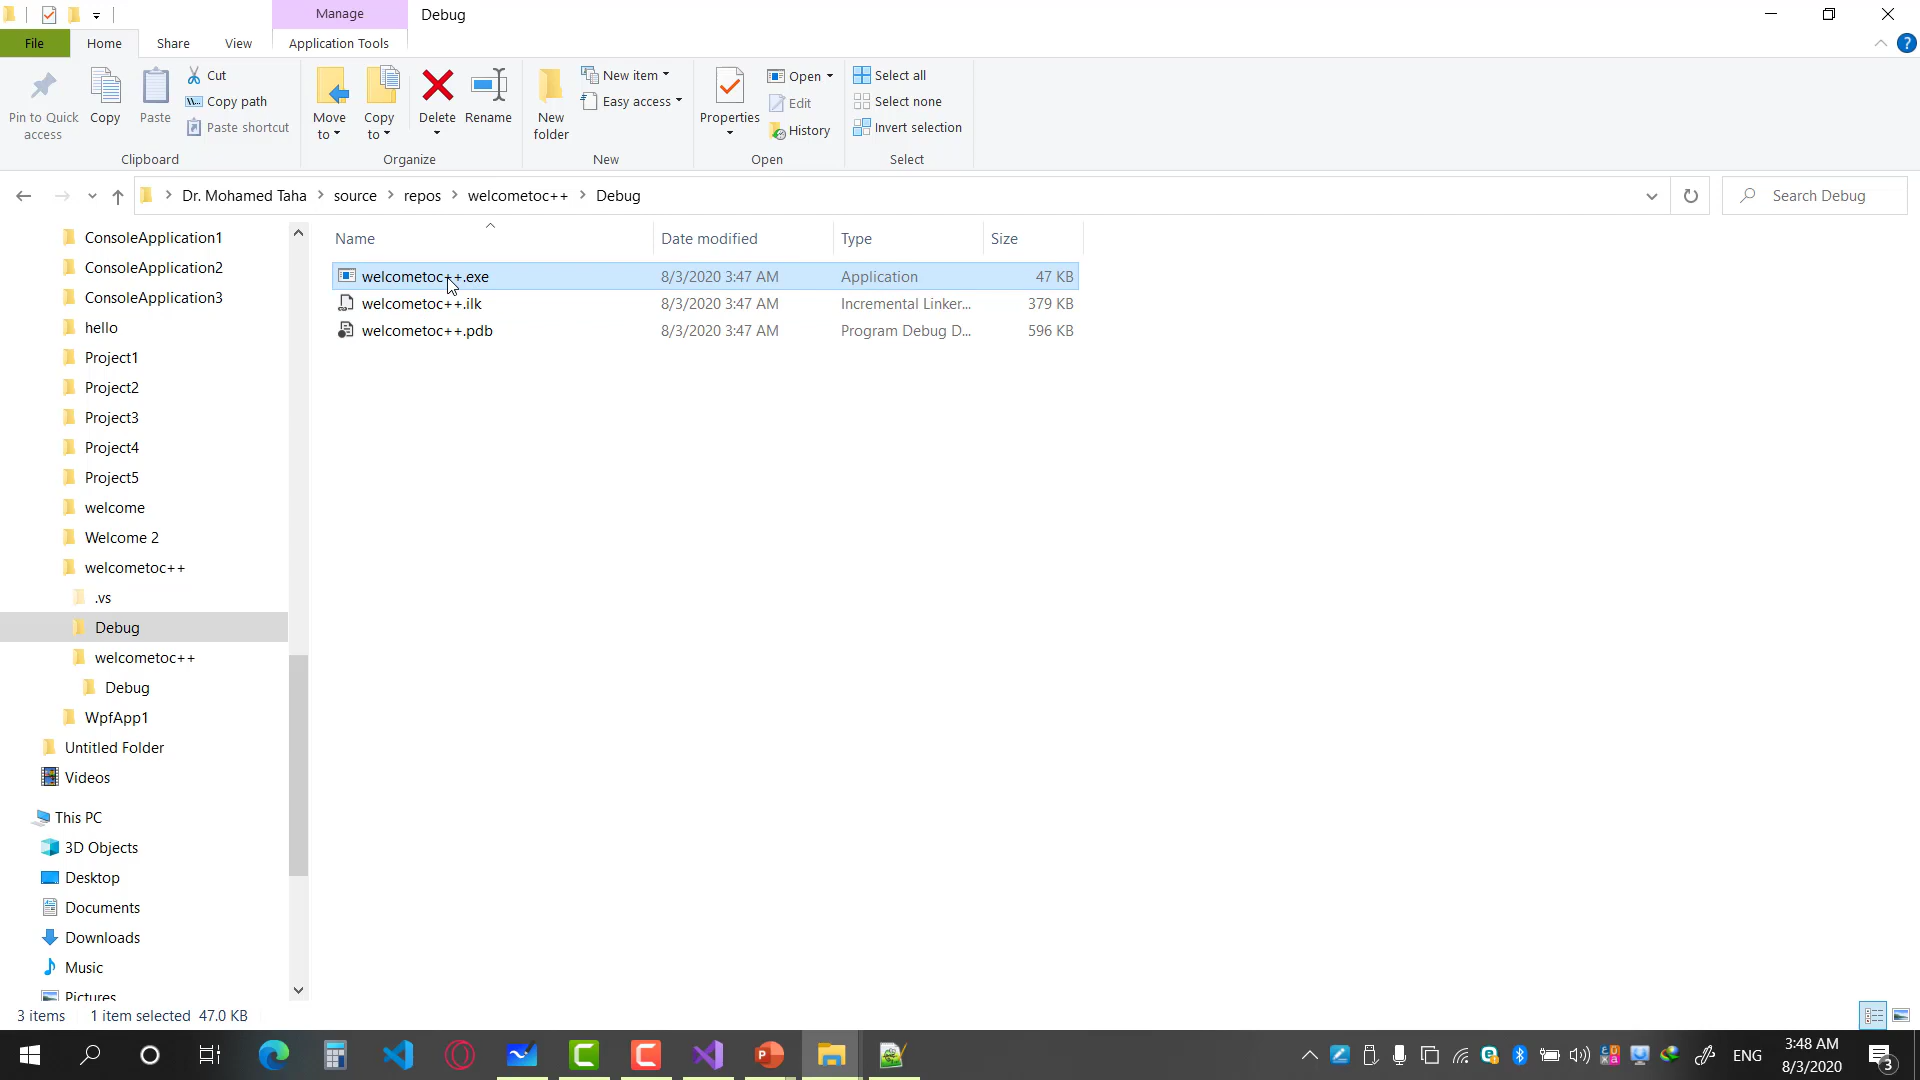 Manage
Debug
File
Home
Share
View
Application Tools
Pin to Quick access
Copy
Paste
Cut
Copy path
Paste shortcut
Clipboard
Move to
Copy to
Delete
Rename
Organize
New folder
New item
Easy access
New
Properties
Open
Edit
History
Open
Select all
Select none
Invert selection
Select
Dr. Mohamed Taha
source
repos
welcometoc++
Debug
Search Debug
Name
Date modified
Type
Size
welcometoc++.exe 8/3/2020 3:47 AM Application 47 KB
welcometoc++.ilk 8/3/2020 3:47 AM Incremental Linker... 379 KB
welcometoc++.pdb 8/3/2020 3:47 AM Program Debug D... 596 KB
ConsoleApplication1
ConsoleApplication2
ConsoleApplication3
hello
Project1
Project2
Project3
Project4
Project5
welcome
Welcome 2
welcometoc++
.vs
Debug
welcometoc++
Debug
WpfApp1
Untitled Folder
Videos
This PC
3D Objects
Desktop
Documents
Downloads
Music
Pictures
3 items 1 item selected 47.0 KB
ENG
3:48 AM
8/3/2020
3